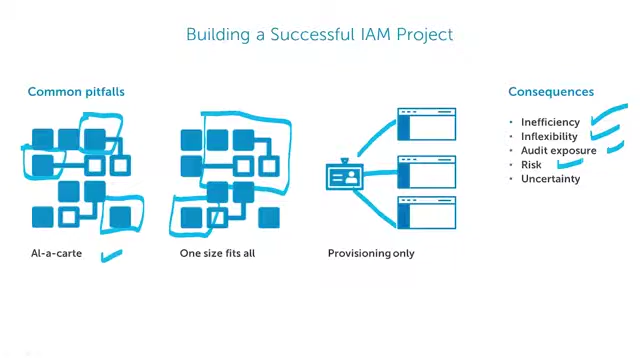 Building a Successful IAM Project
Common pitfalls
Al-a-carte
One size fits all
Provisioning only
Consequences
• Inefficiency
• Inflexibility
• Audit exposure
• Risk
• Uncertainty